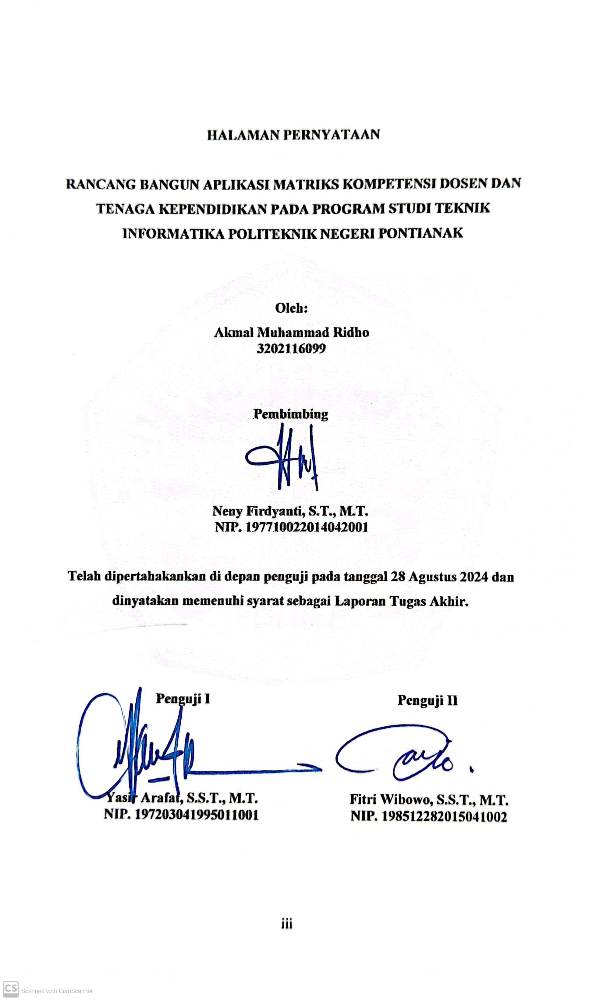 HALAMAN PERNYATAAN
RANCANG BANGUN APLIKASI MATRIKS KOMPETENSI DOSEN DAN
TENAGA KEPENDIDIKAN PADA PROGRAM STUDI TEKNIK
INFORMATIKA POLITEKNIK NEGERI PONTIANAK
Oleh:
Akmal Muhammad Ridho
3202116099
Pembimbing
Neny Firdyanti, S.T., M.T.
NIP. 197710022014042001
Telah dipertahakankan di depan penguji pada tanggal 28 Agustus 2024 dan
dinyatakan memenuhi syarat sebagai Laporan Tugas Akhir.
Penguji I
Penguji II
Yasir Arafat, S.S.T., M.T.
NIP. 197203041995011001
Fitri Wibowo, S.S.T., M.T.
NIP. 198512282015041002
iii
CS Scanned with CamScanner